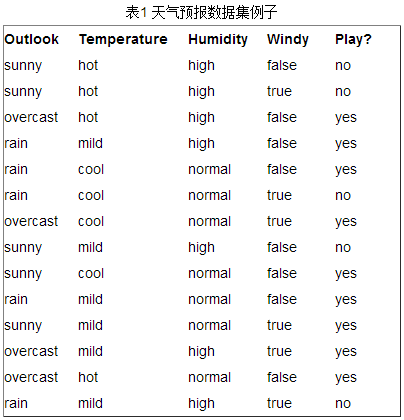 表1 天气预报数据集例子
Outlook Temperature Humidity Windy Play?
sunny hot high false no
sunny hot high true no
overcast hot high false yes
rain mild high false yes
rain cool normal false yes
rain cool normal true no
overcast cool normal true yes
sunny mild high false no
sunny cool normal false yes
rain mild normal false yes
sunny mild normal true yes
overcast mild high true yes
overcast hot normal false yes
rain mild high true no